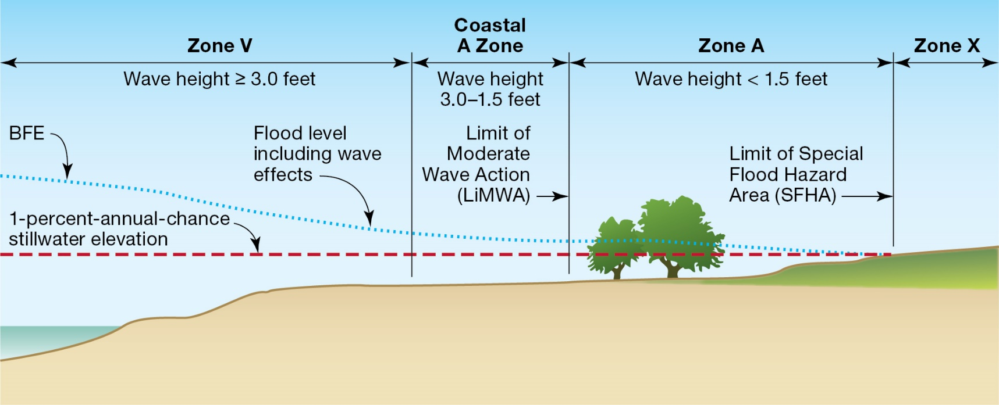 Zone V
Coastal
A Zone
Zone A
Zone X
Wave height ≥ 3.0 feet
Wave height
3.0–1.5 feet
Wave height < 1.5 feet
BFE
Flood level
including wave
effects
Limit of
Moderate
Wave Action
(LiMWA)
Limit of Special
Flood Hazard
Area (SFHA)
1-percent-annual-chance
stillwater elevation